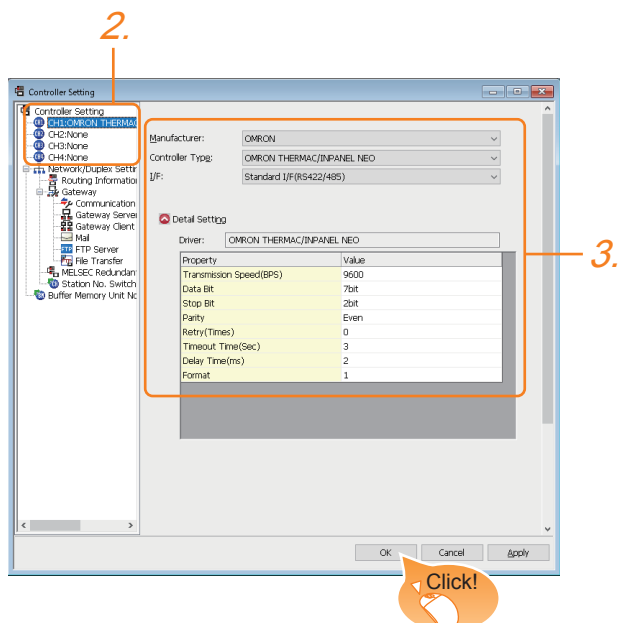 2.
Controller Setting
Controller Setting
CH1:OMRON THERMAC
CH2:None
CH3:None
CH4:None
Network/Duplex Settin
Routing Information
Gateway
Communication
Gateway Server
Gateway Client
Mail
FTP FTP Server
File Transfer
MELSEC Redundan
Station No. Switch
Buffer Memory Unit No
Manufacturer: OMRON
Controller Type: OMRON THERMAC/INPANEL NEO
I/F: Standard I/F(RS422/485)
Detail Setting
Driver: OMRON THERMAC/INPANEL NEO
Property Value
Transmission Speed(BPS) 9600
Data Bit 7bit
Stop Bit 2bit
Parity Even
Retry(Times) 0
Timeout Time(Sec) 3
Delay Time(ms) 2
Format 1
3.
OK Cancel Apply
Click!